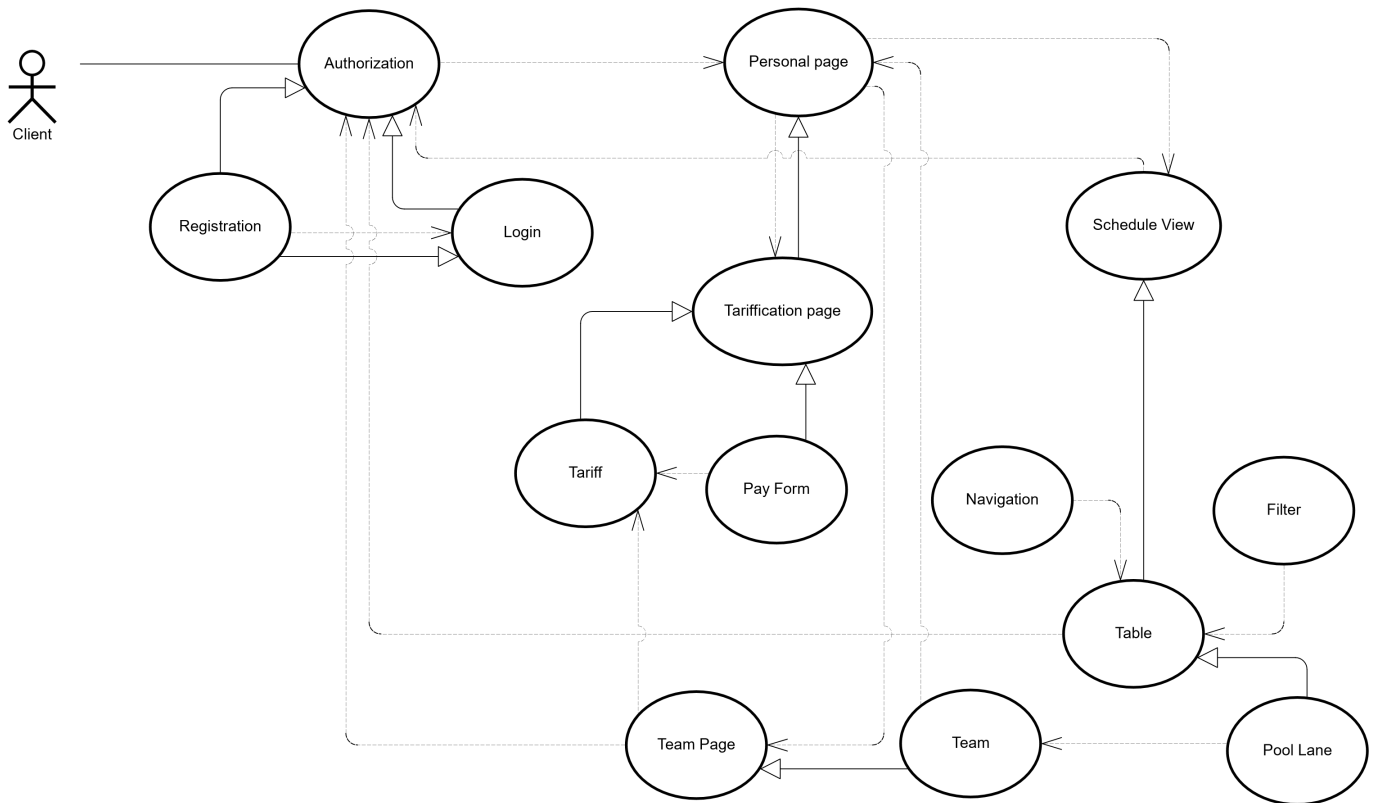 Authorization
Personal page
Client
Registration
Login
Schedule View
Tariffication page
Tariff
Pay Form
Navigation
Filter
Table
Team Page
Team
Pool Lane